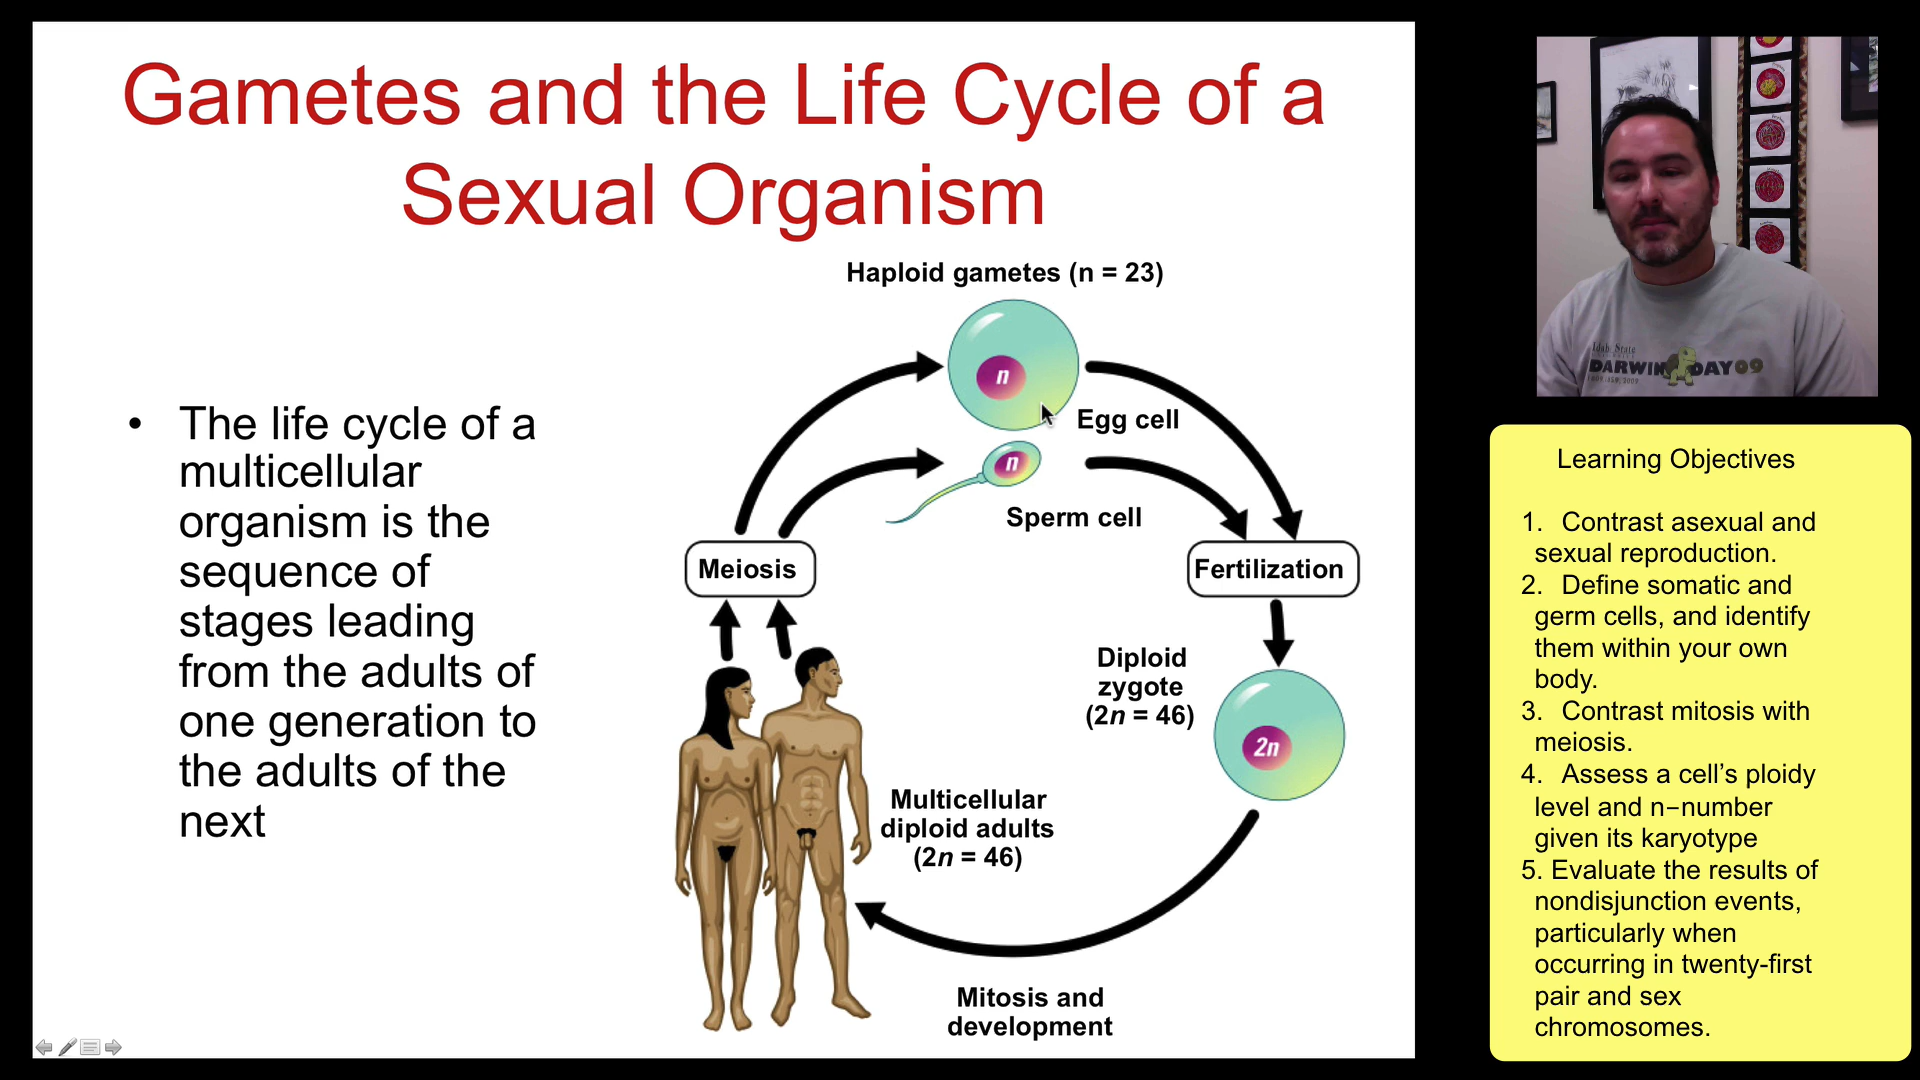 Gametes and the Life Cycle of a
Sexual Organism
• The life cycle of a
multicellular
organism is the
sequence of
stages leading
from the adults of
one generation to
the adults of the
next
Haploid gametes (n = 23)
n
Egg cell
n
Sperm cell
Meiosis
Fertilization
Diploid
zygote
(2n = 46)
2n
Multicellular
diploid adults
(2n = 46)
Mitosis and
development
Idaho State
DARWIN DAY 09
Learning Objectives
1. Contrast asexual and
sexual reproduction.
2. Define somatic and
germ cells, and identify
them within your own
body.
3. Contrast mitosis with
meiosis.
4. Assess a cell’s ploidy
level and n−number
given its karyotype
5. Evaluate the results of
nondisjunction events,
particularly when
occurring in twenty-first
pair and sex
chromosomes.